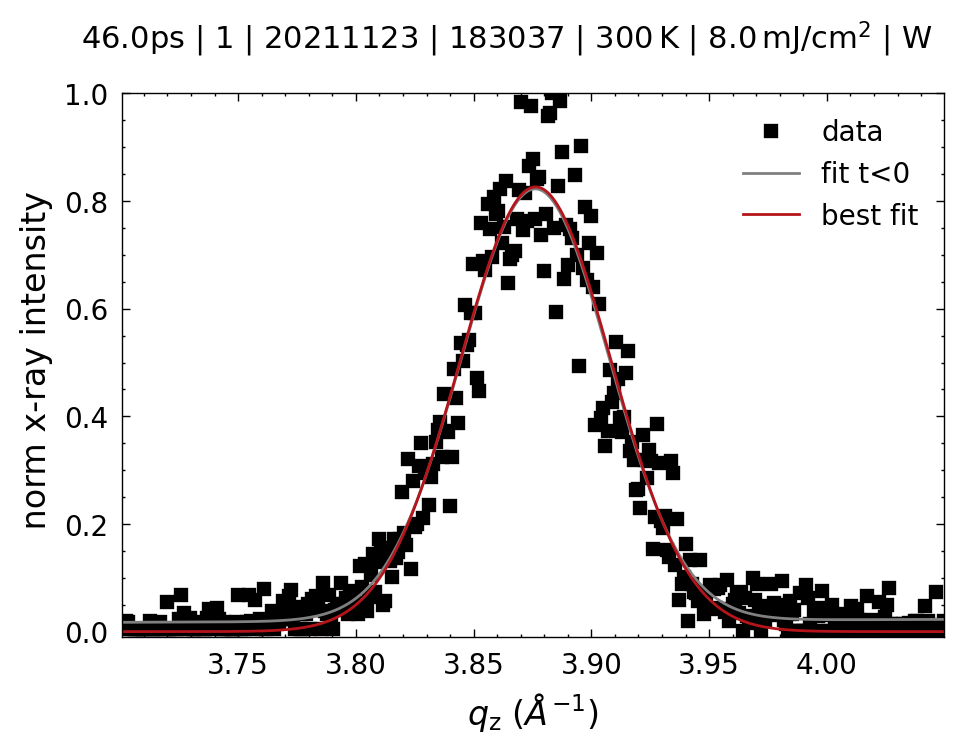 46.0ps | 1 | 20211123 | 183037 | 300 K | 8.0 mJ/cm² | W
1.0
0.8
0.6
0.4
0.2
0.0
norm x-ray intensity
data
fit t<0
best fit
3.75 3.80 3.85 3.90 3.95 4.00
q_z (Å⁻¹)